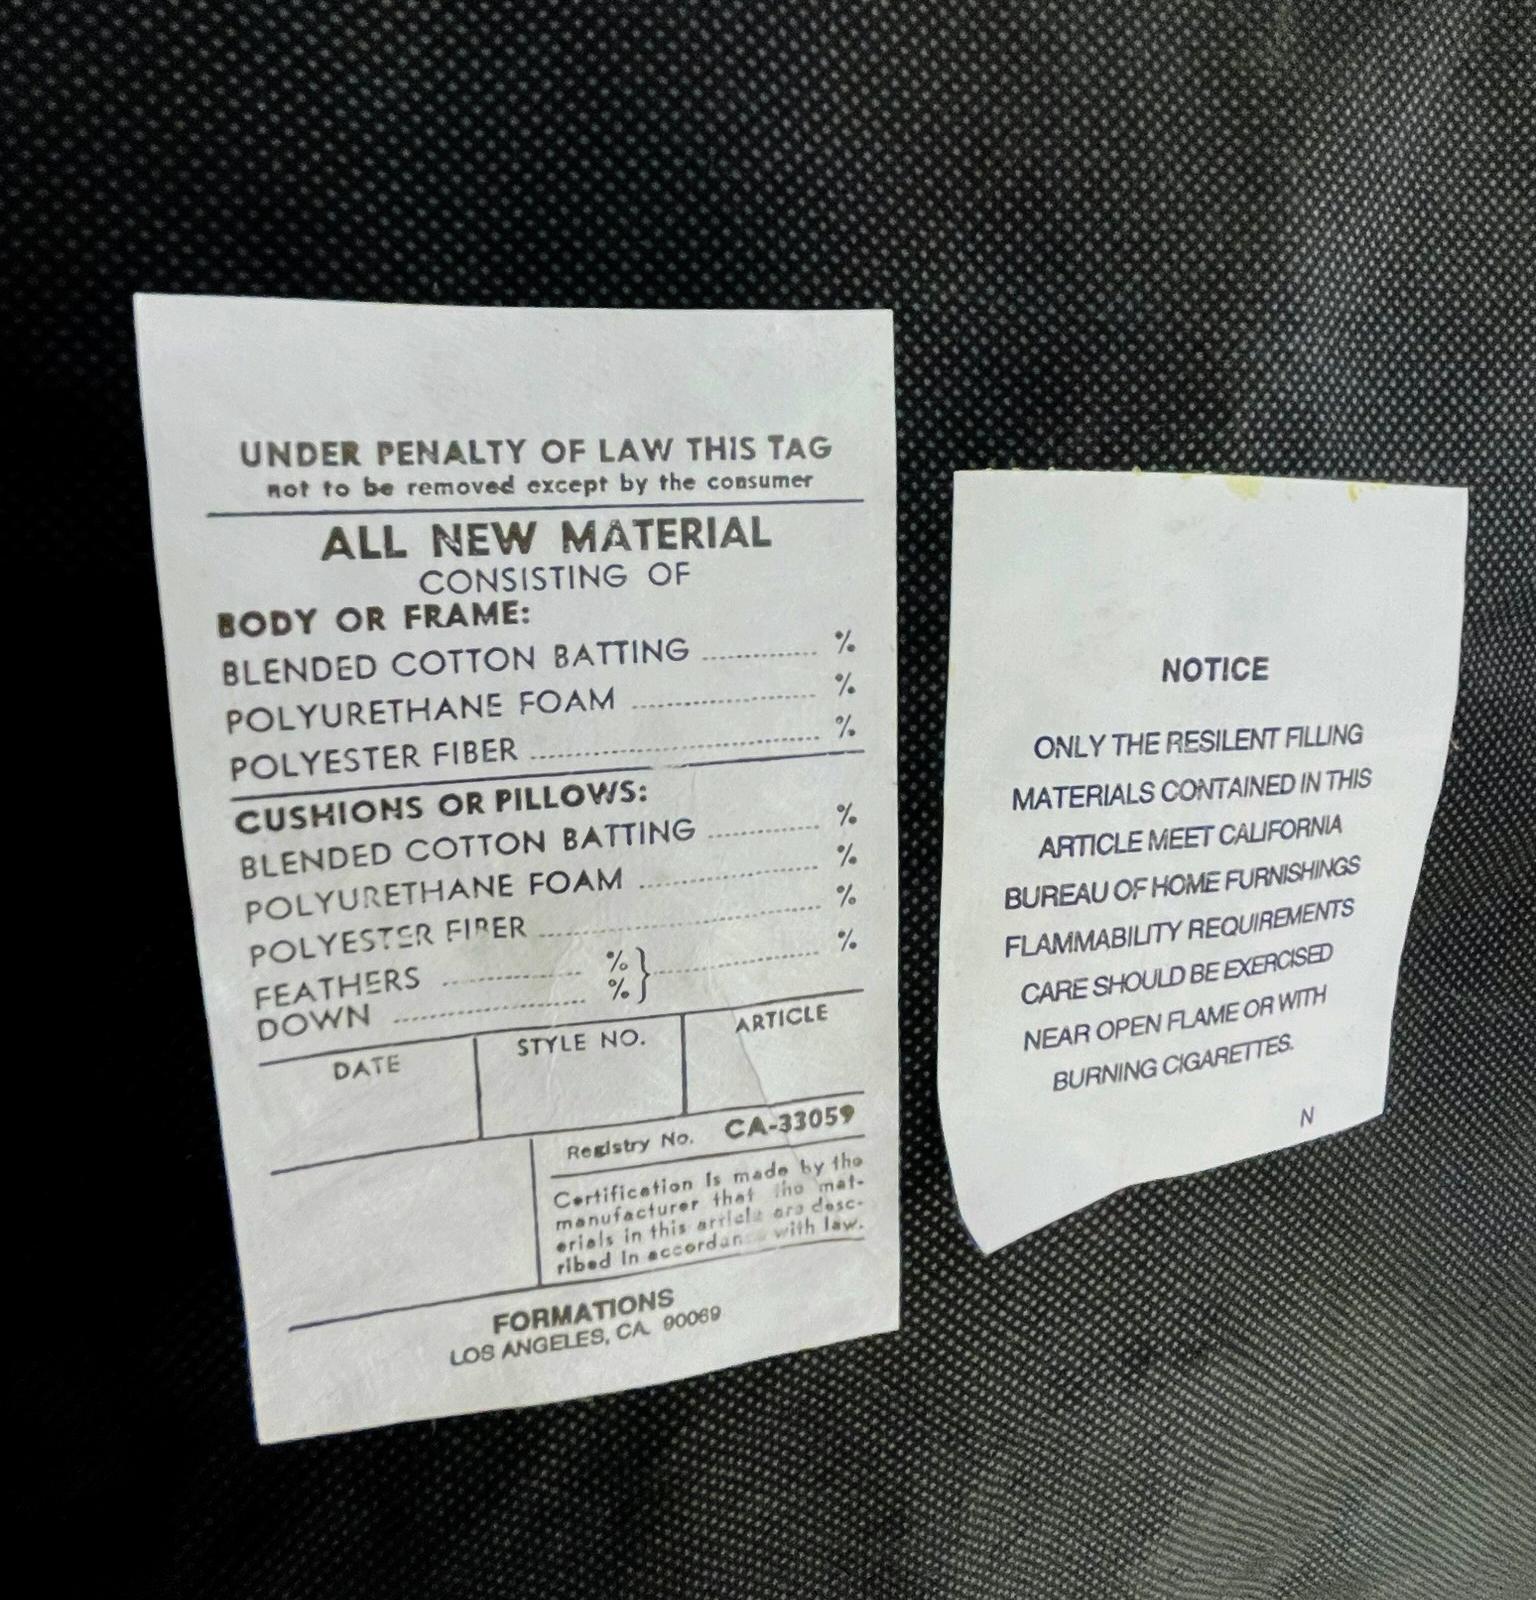 UNDER PENALTY OF LAW THIS TAG
not to be removed except by the consumer
ALL NEW MATERIAL
CONSISTING OF
BODY OR FRAME:
BLENDED COTTON BATTING ............ %
POLYURETHANE FOAM .................... %
POLYESTER FIBER ................................ %
CUSHIONS OR PILLOWS:
BLENDED COTTON BATTING ............ %
POLYURETHANE FOAM .................... %
POLYESTER FIBER ................................ %
FEATHERS ............... % } .................. %
DOWN ..................... %
DATE STYLE NO. ARTICLE
Registry No. CA-33059
Certification is made by the
manufacturer that the mat-
erials in this article are desc-
ribed in accordance with law.
FORMATIONS
LOS ANGELES, CA. 90069
NOTICE
ONLY THE RESILENT FILLING
MATERIALS CONTAINED IN THIS
ARTICLE MEET CALIFORNIA
BUREAU OF HOME FURNISHINGS
FLAMMABILITY REQUIREMENTS
CARE SHOULD BE EXERCISED
NEAR OPEN FLAME OR WITH
BURNING CIGARETTES.
N